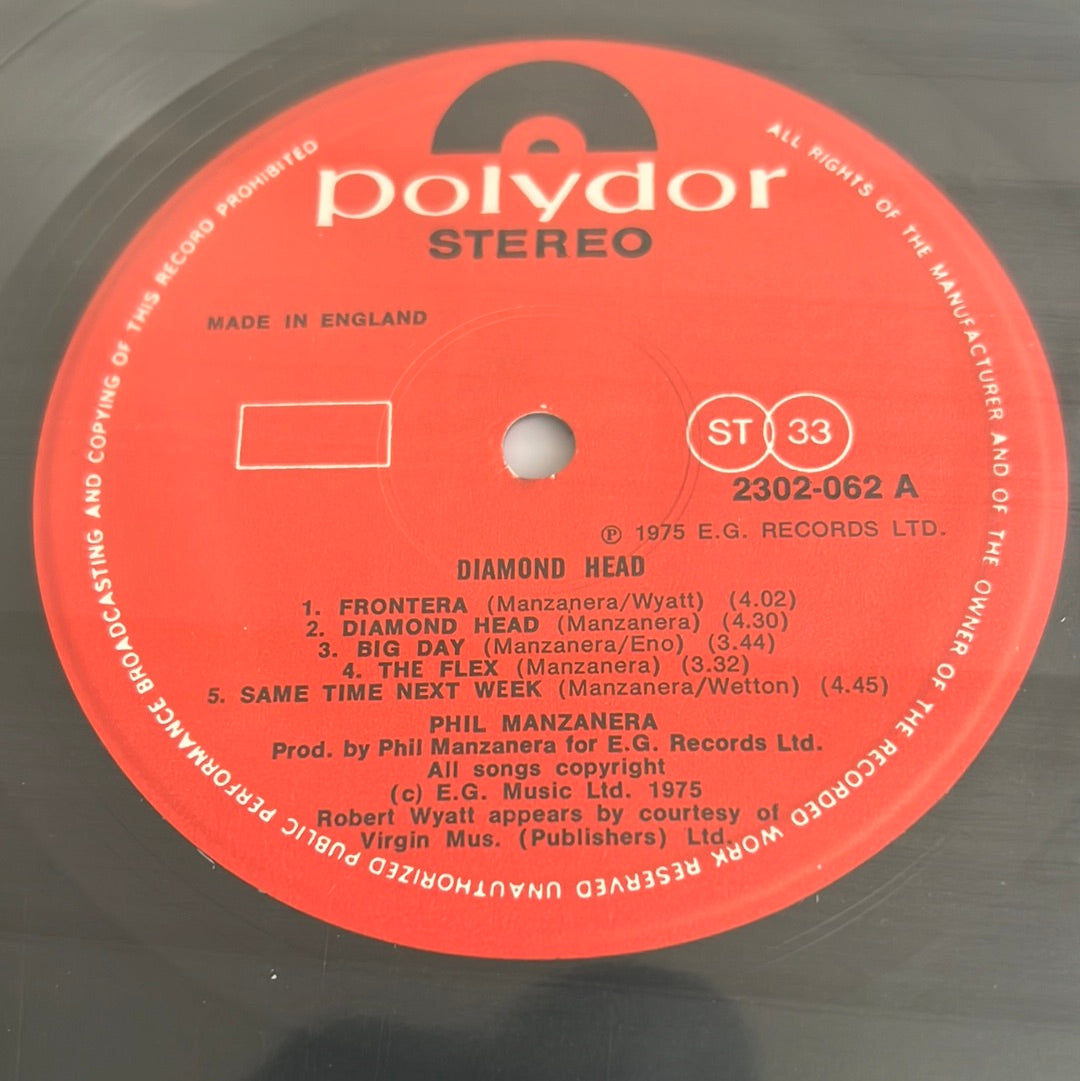 polydor
STEREO
ALL RIGHTS OF THE MANUFACTURER AND OF THE OWNER OF THE RECORDED WORK RESERVED UNAUTHORIZED PUBLIC PERFORMANCE BROADCASTING AND COPYING OF THIS RECORD PROHIBITED
MADE IN ENGLAND
ST 33
2302-062 A
℗ 1975 E.G. RECORDS LTD.
DIAMOND HEAD
1. FRONTERA (Manzanera/Wyatt) (4.02)
2. DIAMOND HEAD (Manzanera) (4.30)
3. BIG DAY (Manzanera/Eno) (3.44)
4. THE FLEX (Manzanera) (3.32)
5. SAME TIME NEXT WEEK (Manzanera/Wetton) (4.45)
PHIL MANZANERA
Prod. by Phil Manzanera for E.G. Records Ltd.
All songs copyright
(c) E.G. Music Ltd. 1975
Robert Wyatt appears by courtesy of
Virgin Mus. (Publishers) Ltd.